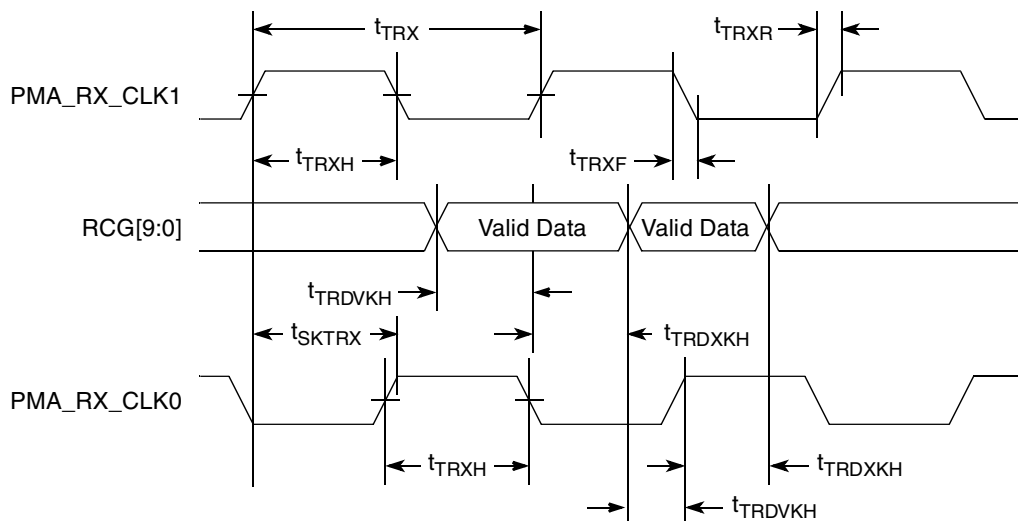 tTRX
tTRXR
PMA_RX_CLK1
tTRXH
tTRXF
RCG[9:0]
Valid Data
Valid Data
tTRDVKH
tSKTRX
tTRDXKH
PMA_RX_CLK0
tTRXH
tTRDXKH
tTRDVKH